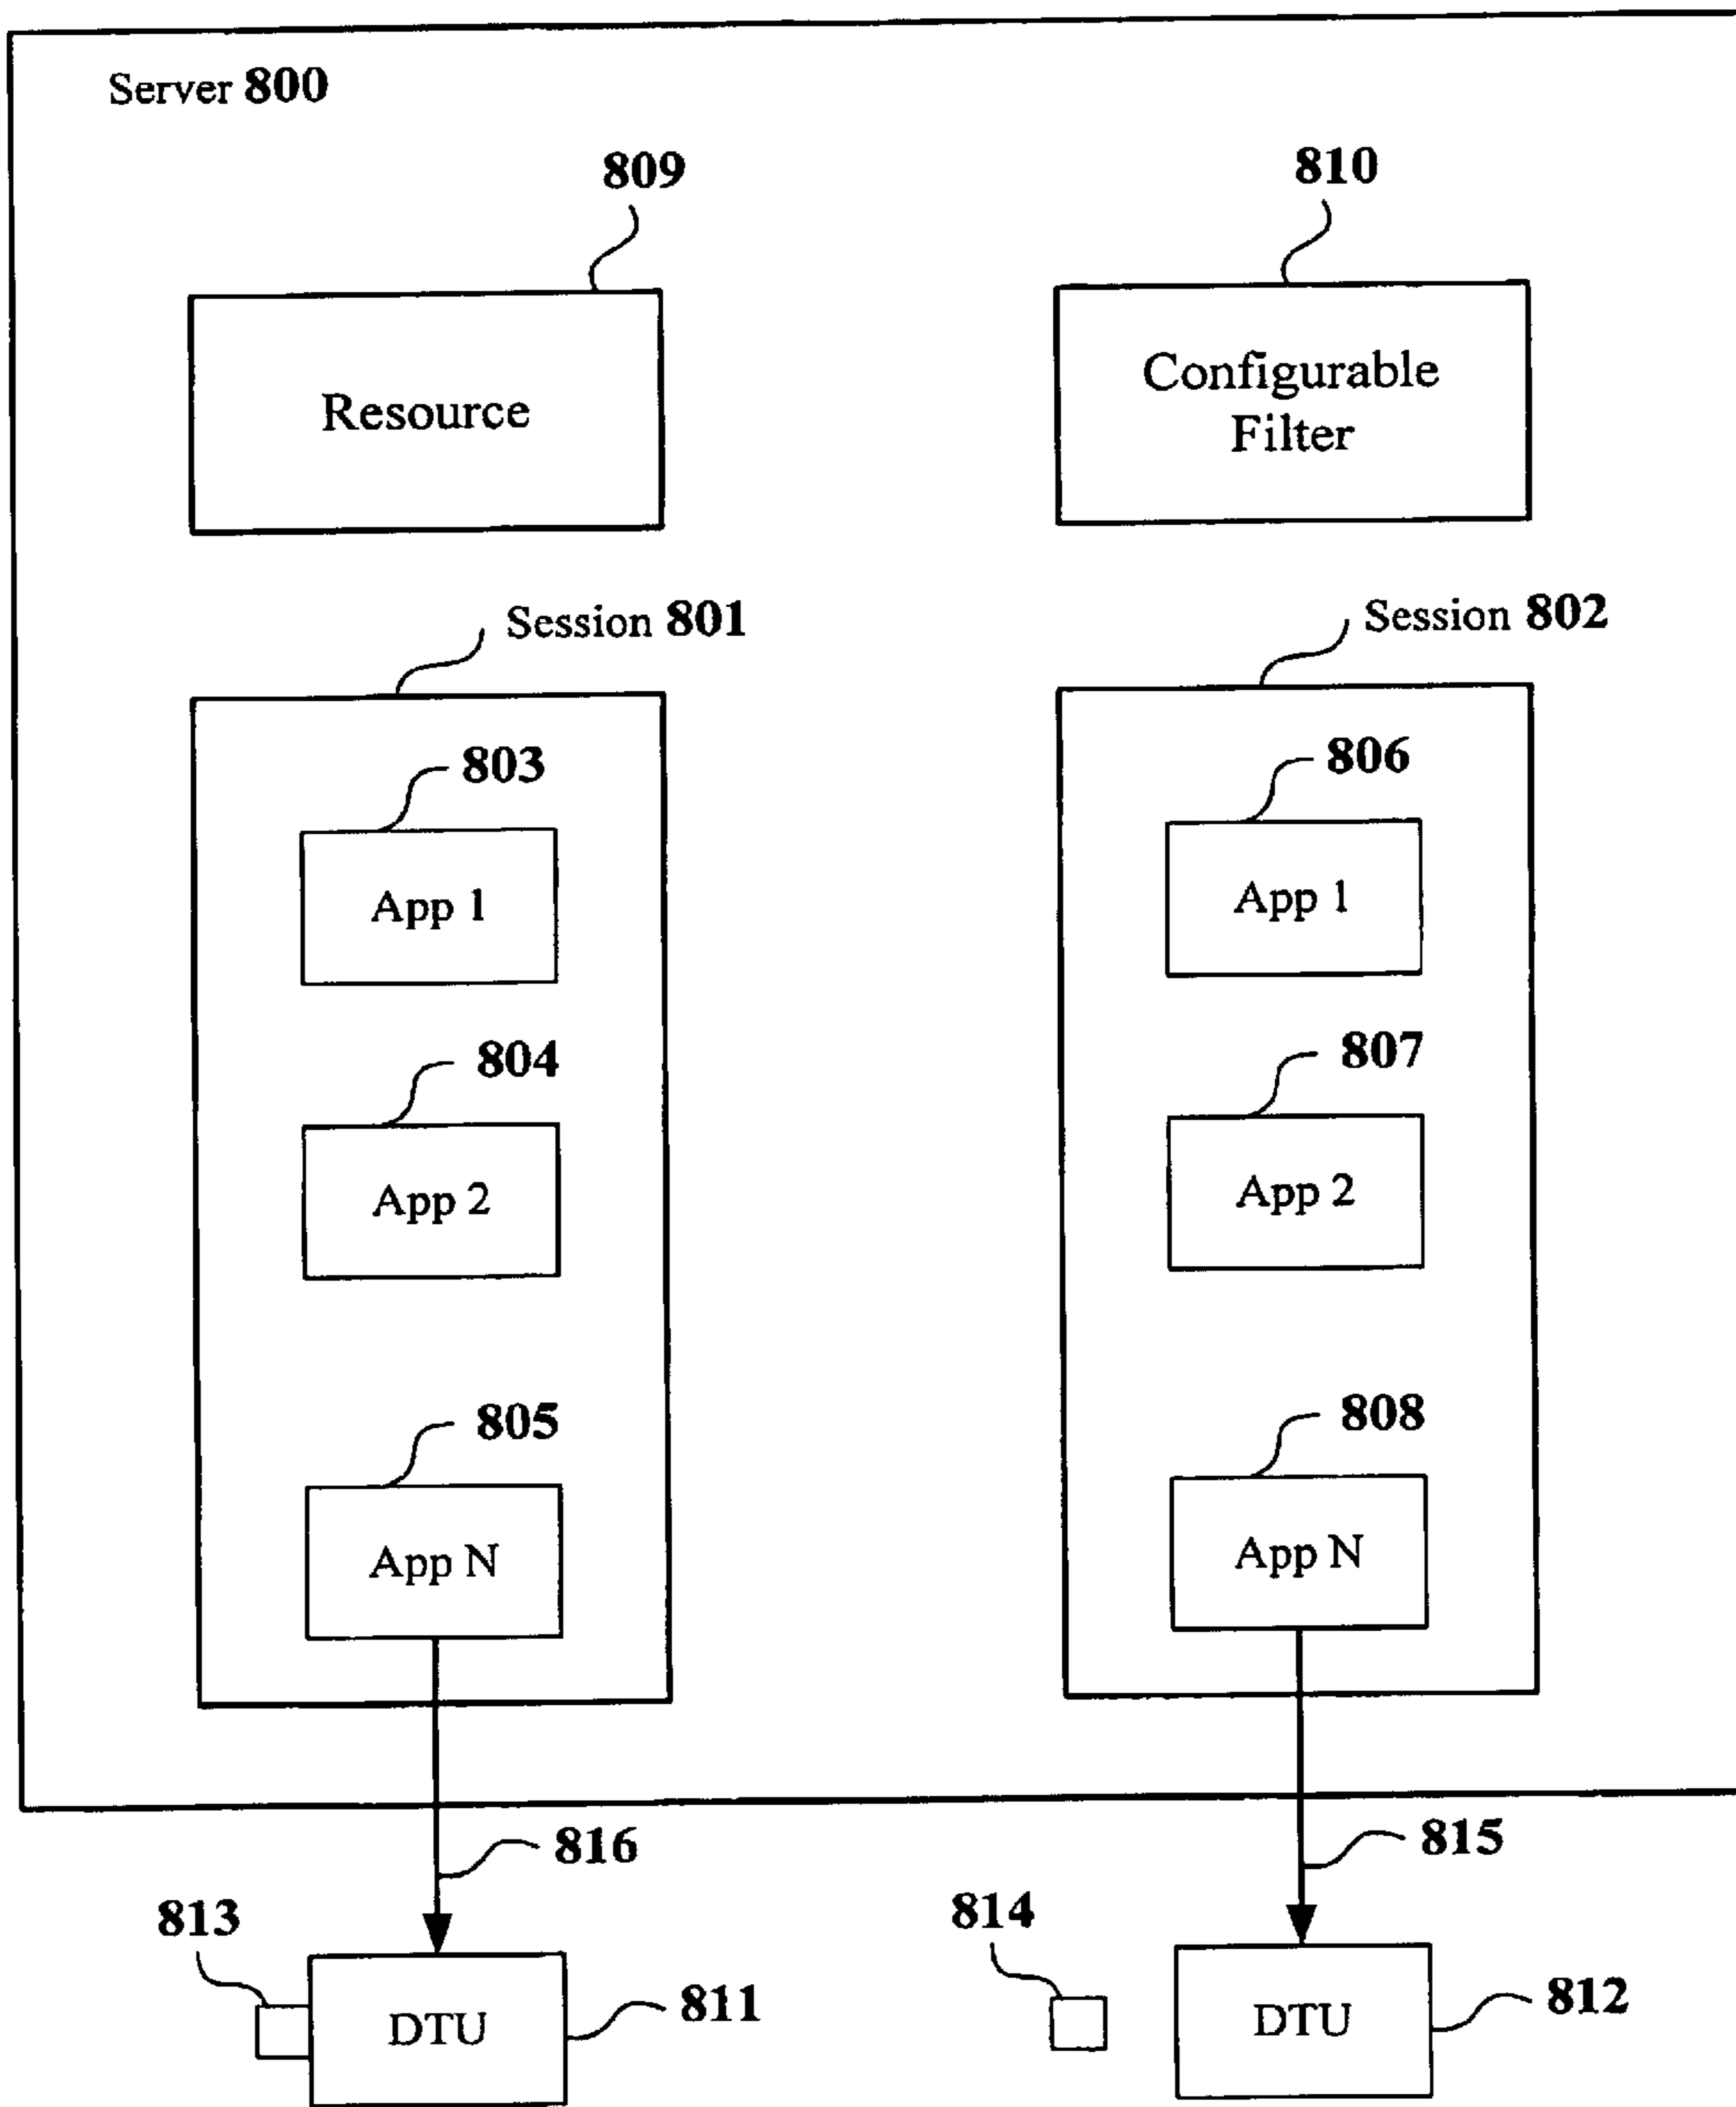 Server 800
809
810
Resource
Configurable
Filter
Session 801
Session 802
803
806
App 1
App 1
804
807
App 2
App 2
805
808
App N
App N
816
815
813
814
DTU
811
DTU
812